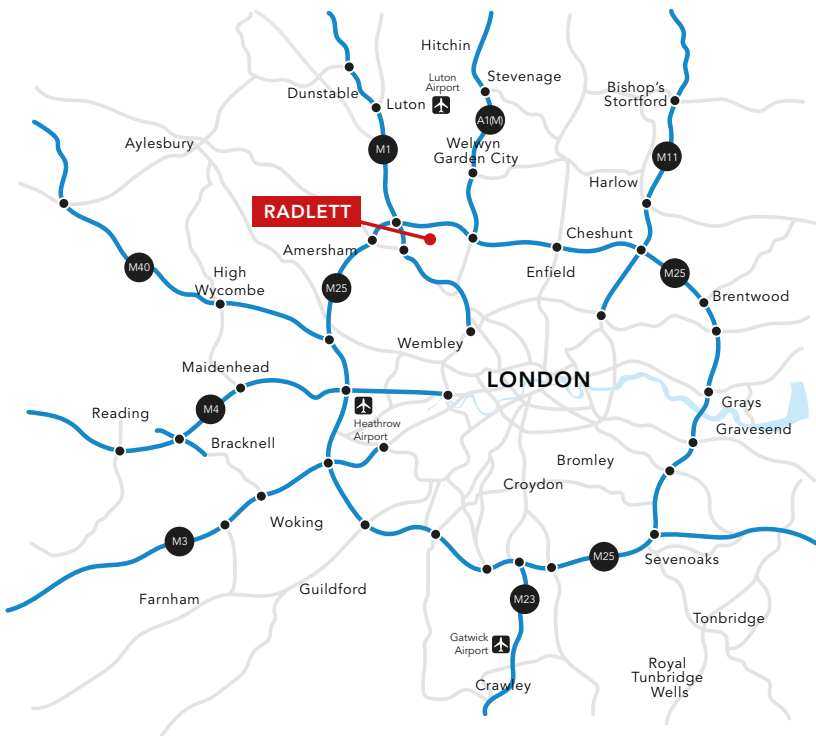 Hitchin
Luton
Airport
Stevenage
Dunstable
Luton
Bishop's
Stortford
A1(M)
Aylesbury
M1
Welwyn
Garden City
M11
Harlow
RADLETT
Amersham
Cheshunt
M40
High
Wycombe
M25
Enfield
M25
Brentwood
Wembley
Maidenhead
LONDON
Reading
M4
Grays
Heathrow
Airport
Gravesend
Bracknell
Bromley
Croydon
Woking
M3
M25
Sevenoaks
Guildford
Farnham
M23
Tonbridge
Gatwick
Airport
Royal
Tunbridge
Wells
Crawley